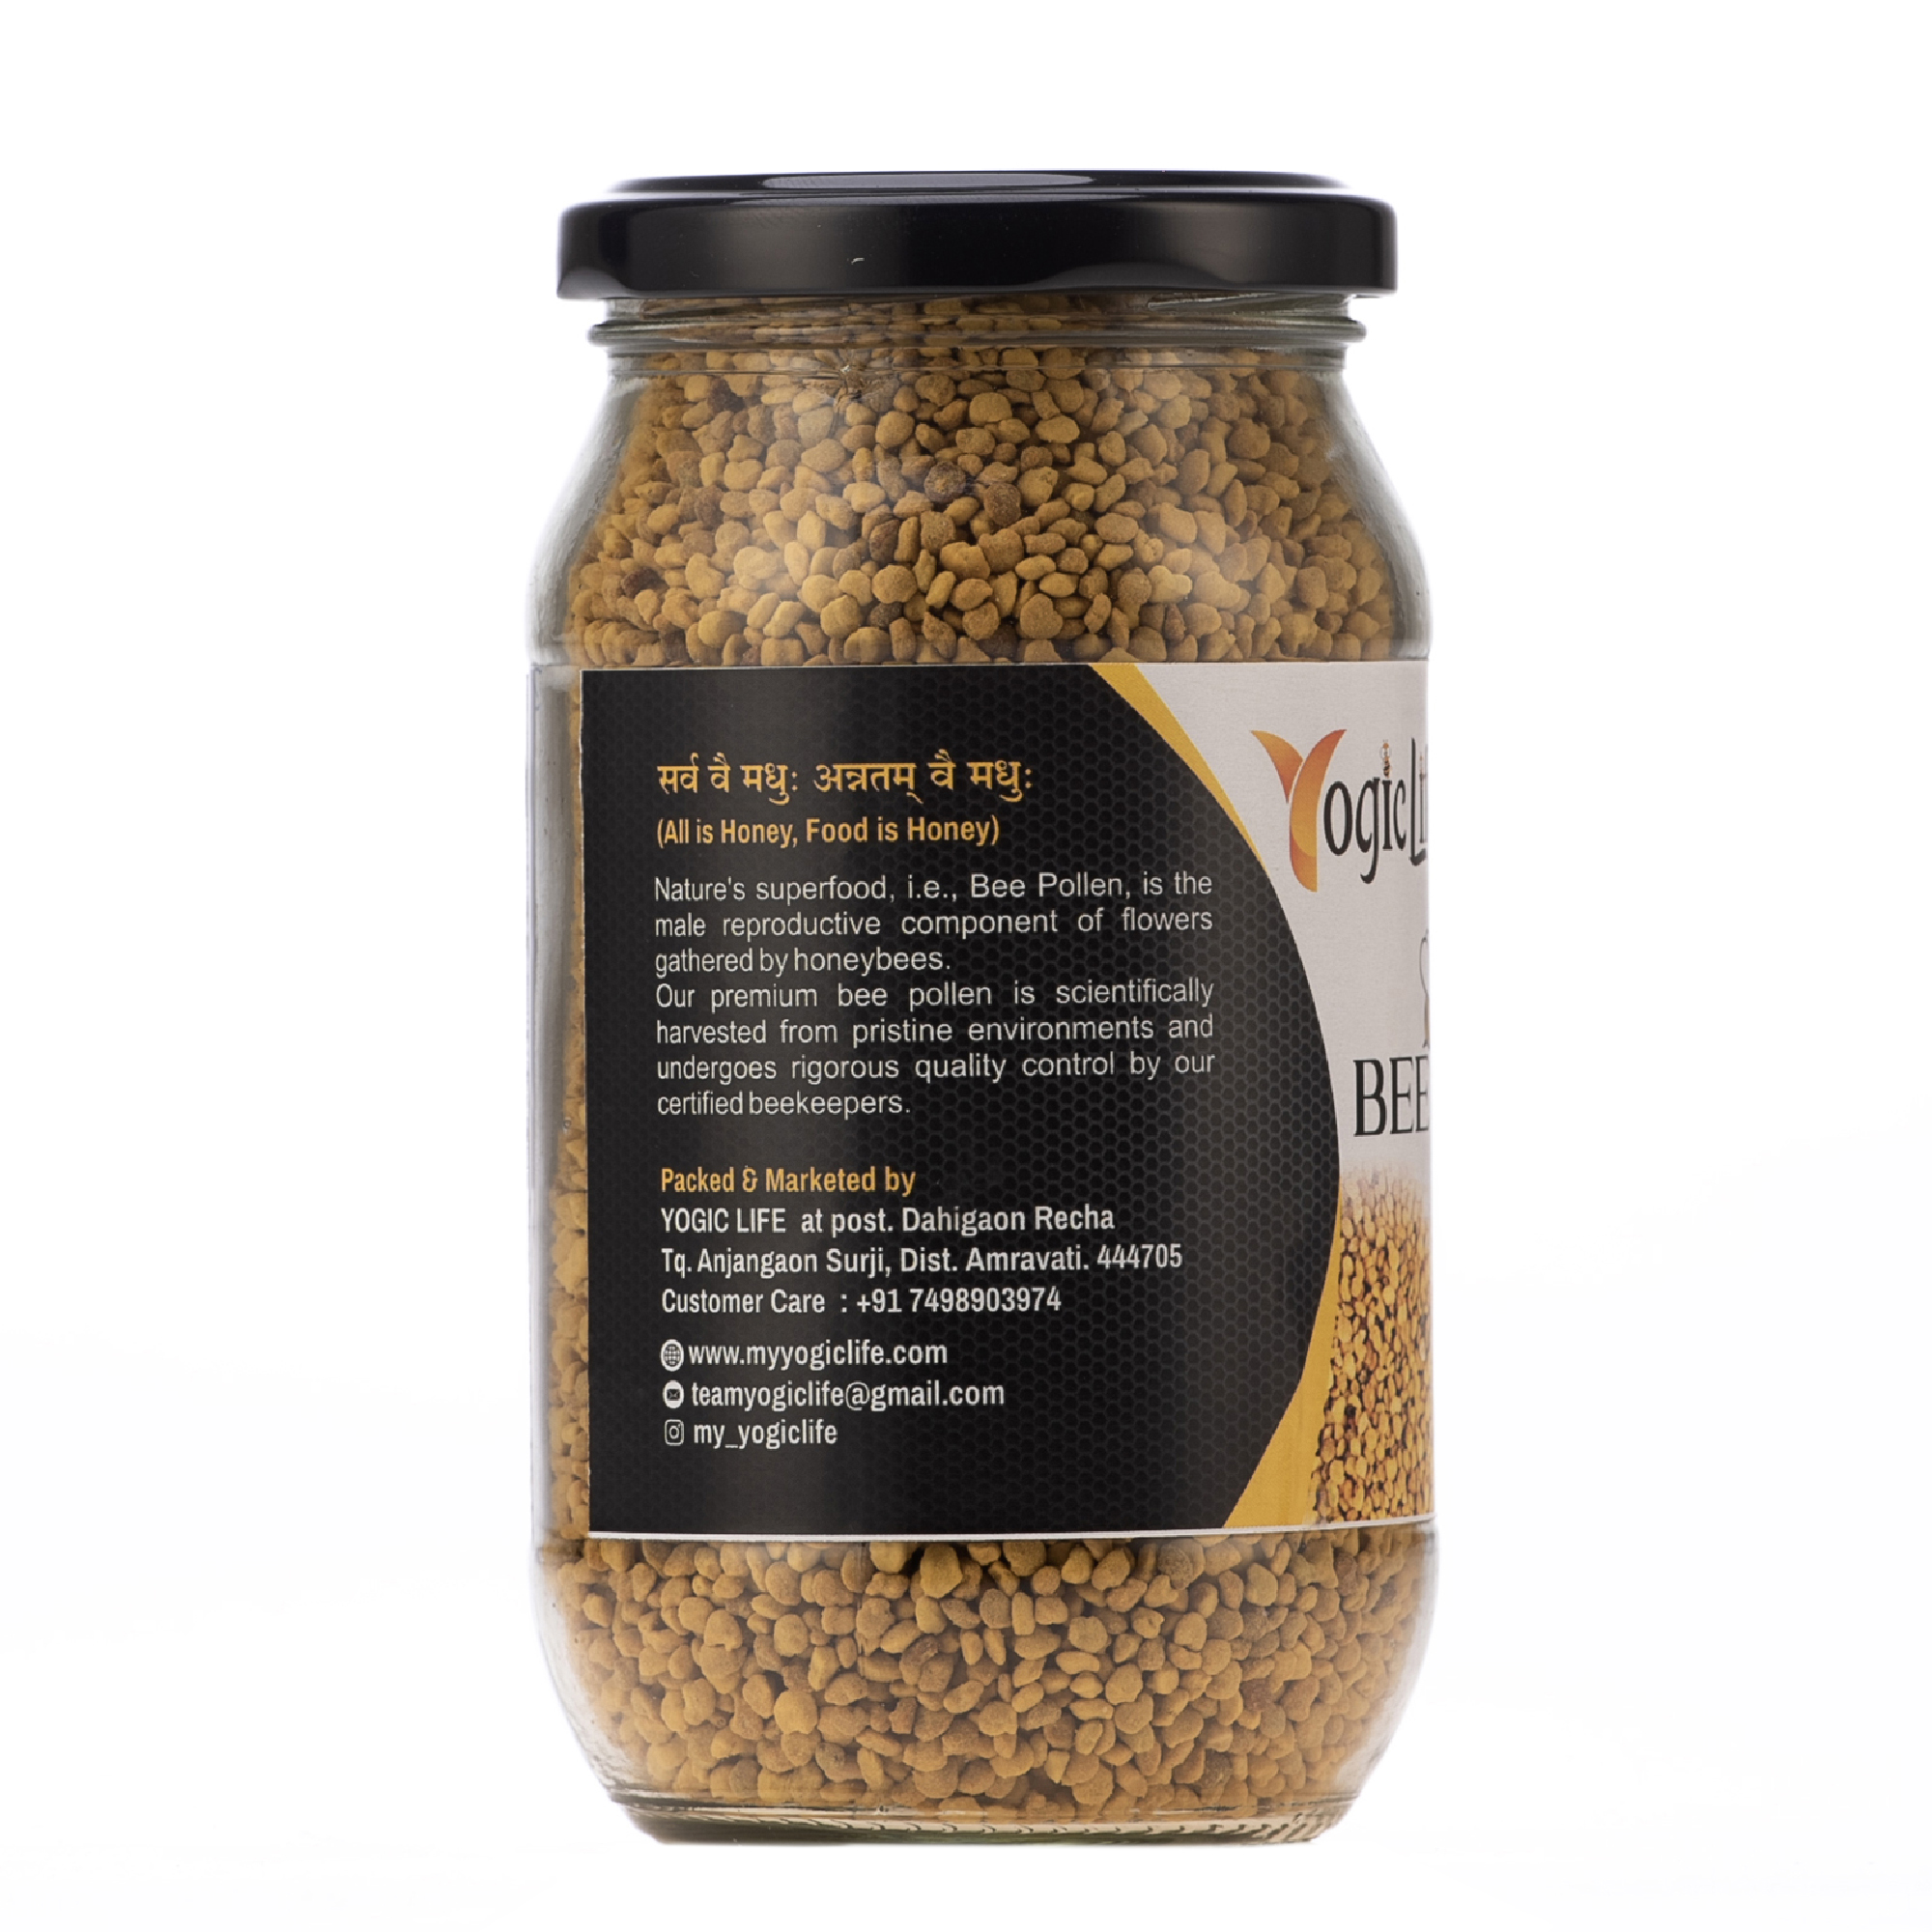 सर्व वै मधुः अन्नतम् वै मधुः
(All is Honey, Food is Honey)
Nature's superfood, i.e., Bee Pollen, is the
male reproductive component of flowers
gathered by honeybees.
Our premium bee pollen is scientifically
harvested from pristine environments and
undergoes rigorous quality control by our
certified beekeepers.
Packed & Marketed by
YOGIC LIFE at post. Dahigaon Recha
Tq. Anjangaon Surji, Dist. Amravati. 444705
Customer Care : +91 7498903974
www.myyogiclife.com
teamyogiclife@gmail.com
my_yogiclife
Yogic
BEE